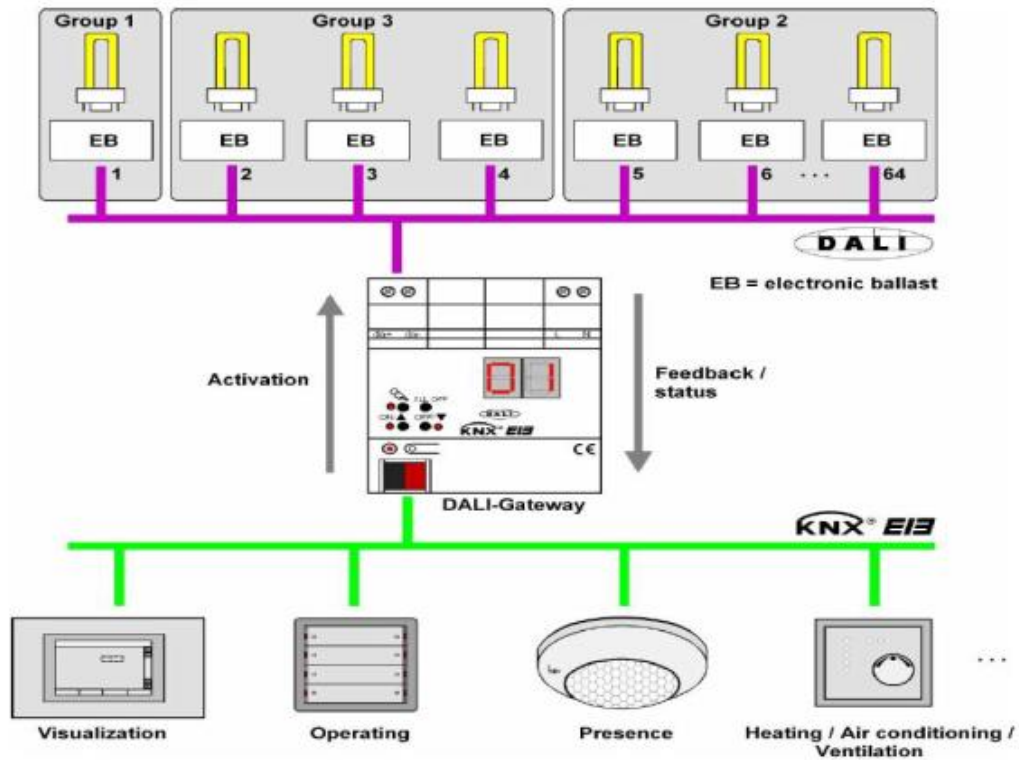 Group 1
Group 3
Group 2
EB
EB
EB
EB
EB
EB
EB
1
2
3
4
5
6
...
64
DALI
EB = electronic ballast
L
N
01
Activation
Feedback /
status
ALL OFF
ON
OFF
DALI
KNX® EIB
CE
DALI-Gateway
KNX® EIB
...
Visualization
Operating
Presence
Heating / Air conditioning /
Ventilation